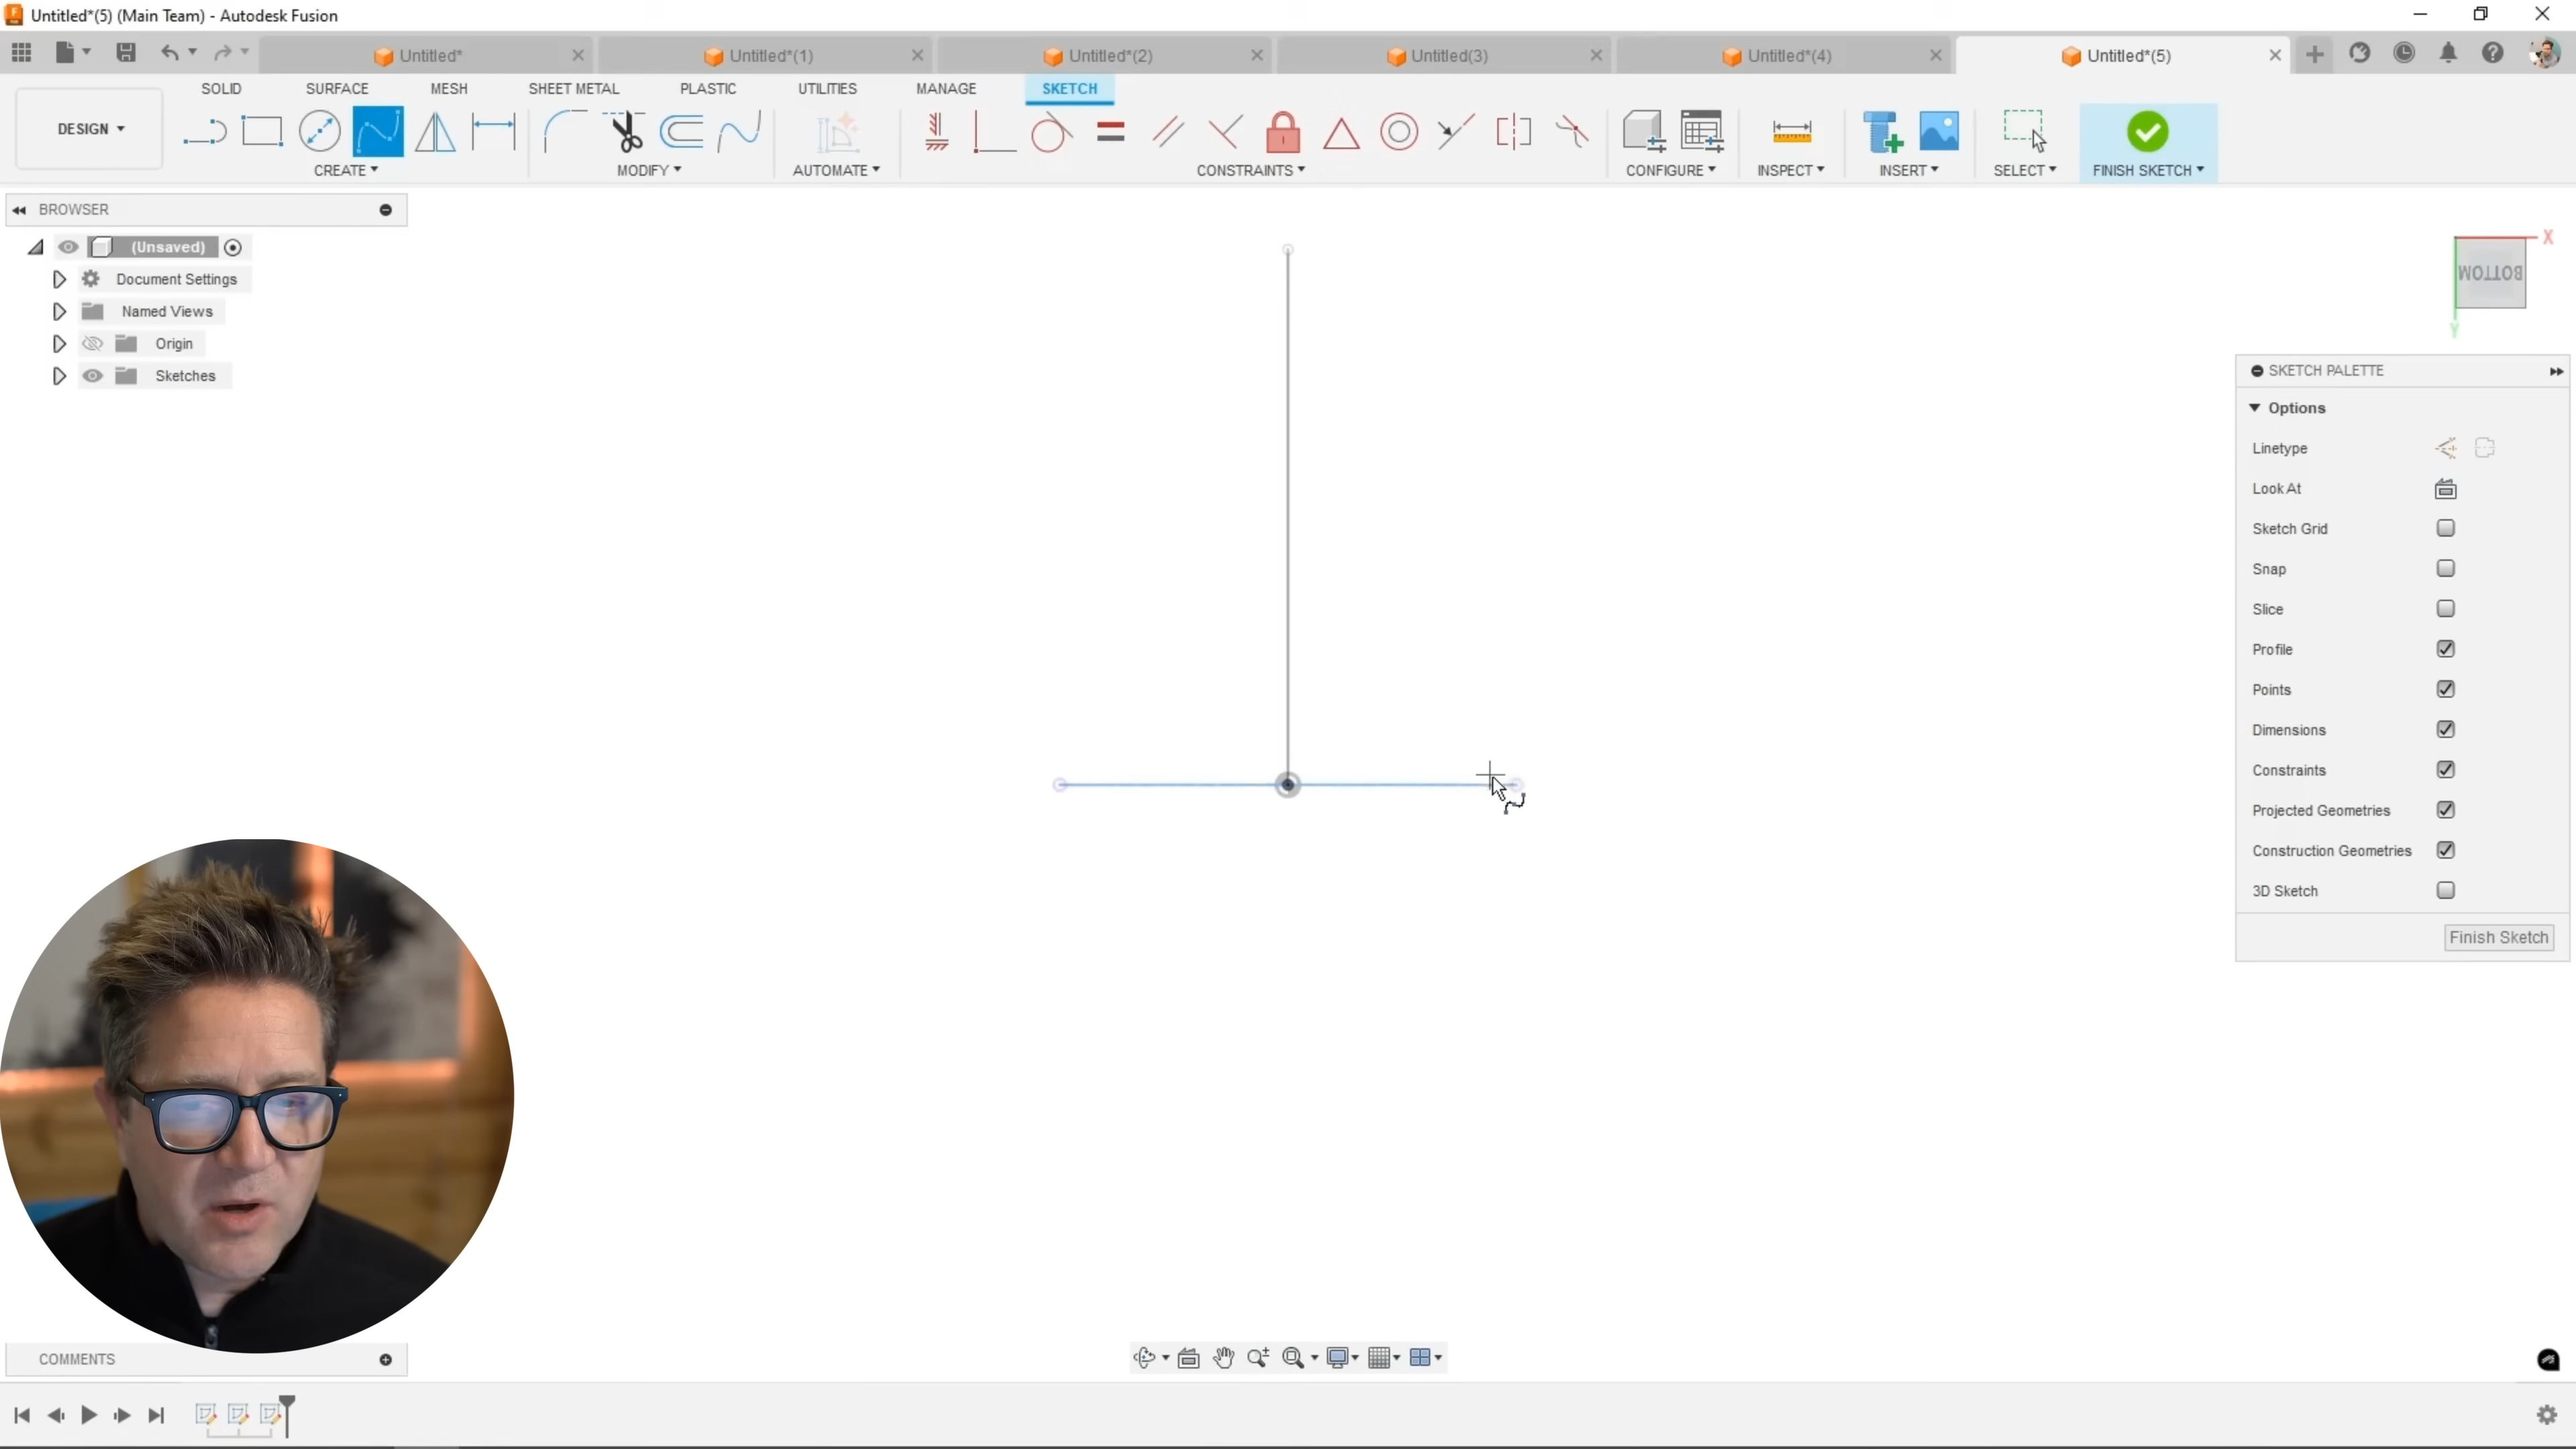 Untitled*(5) (Main Team) - Autodesk Fusion
Untitled* Untitled*(1) Untitled*(2) Untitled(3) Untitled*(4) Untitled*(5)
SOLID SURFACE MESH SHEET METAL PLASTIC UTILITIES MANAGE SKETCH
DESIGN
CREATE MODIFY AUTOMATE CONSTRAINTS CONFIGURE INSPECT INSERT SELECT FINISH SKETCH
BROWSER
(Unsaved)
Document Settings
Named Views
Origin
Sketches
X
BOTTOM
Y
SKETCH PALETTE
Options
Linetype
Look At
Sketch Grid
Snap
Slice
Profile
Points
Dimensions
Constraints
Projected Geometries
Construction Geometries
3D Sketch
Finish Sketch
COMMENTS